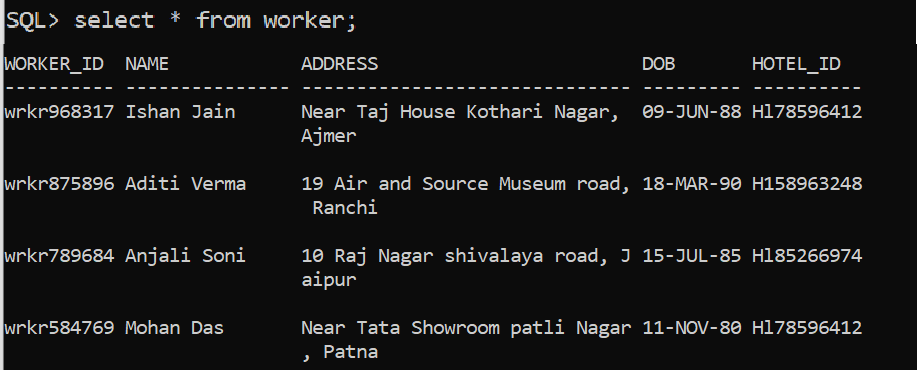 SQL> select * from worker;
WORKER_ID NAME ADDRESS DOB HOTEL_ID
---------- --------------- ------------------------------ --------- ----------
wrkr968317 Ishan Jain Near Taj House Kothari Nagar, 09-JUN-88 Hl78596412
Ajmer
wrkr875896 Aditi Verma 19 Air and Source Museum road, 18-MAR-90 H158963248
Ranchi
wrkr789684 Anjali Soni 10 Raj Nagar shivalaya road, J 15-JUL-85 Hl85266974
aipur
wrkr584769 Mohan Das Near Tata Showroom patli Nagar 11-NOV-80 Hl78596412
, Patna